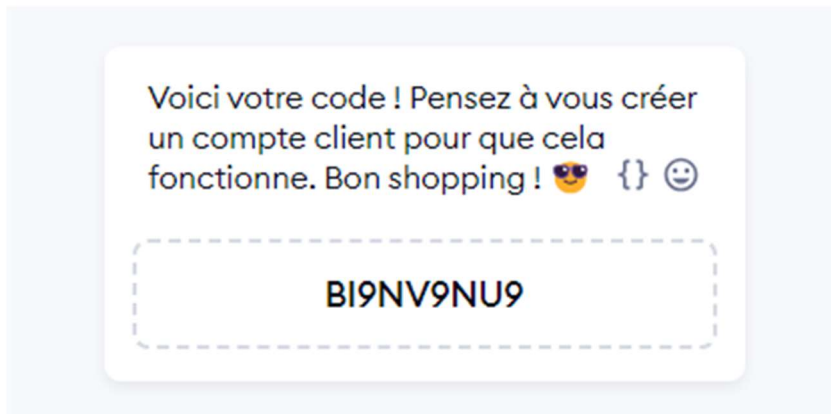 Voici votre code ! Pensez à vous créer
un compte client pour que cela
fonctionne. Bon shopping ! 😎 {}
BI9NV9NU9